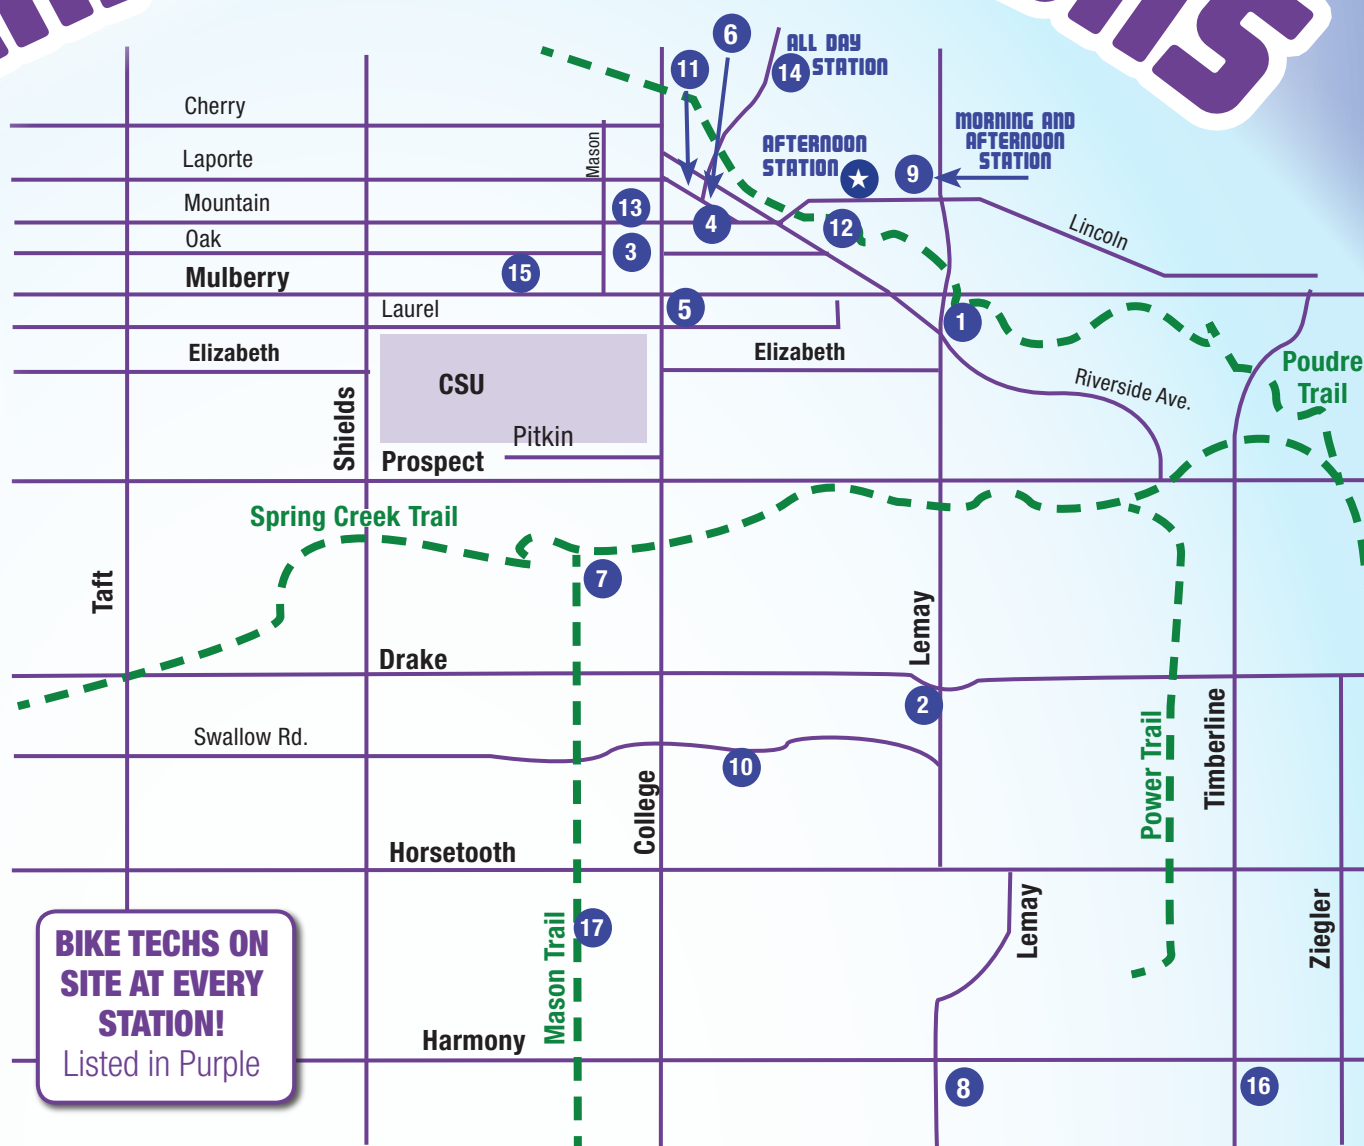 6
ALL DAY
STATION
14
11
Cherry
MORNING AND
AFTERNOON
STATION
AFTERNOON
STATION
9
Mason
Laporte
Mountain
13
4
12
Lincoln
Oak
3
Mulberry
15
Laurel
5
1
Elizabeth
Elizabeth
CSU
Poudre
Trail
Riverside Ave.
Shields
Pitkin
Prospect
Spring Creek Trail
7
Taft
Lemay
Drake
2
Swallow Rd.
10
Power Trail
Timberline
College
Horsetooth
Lemay
Ziegler
17
Mason Trail
BIKE TECHS ON
SITE AT EVERY
STATION!
Listed in Purple
Harmony
8
16